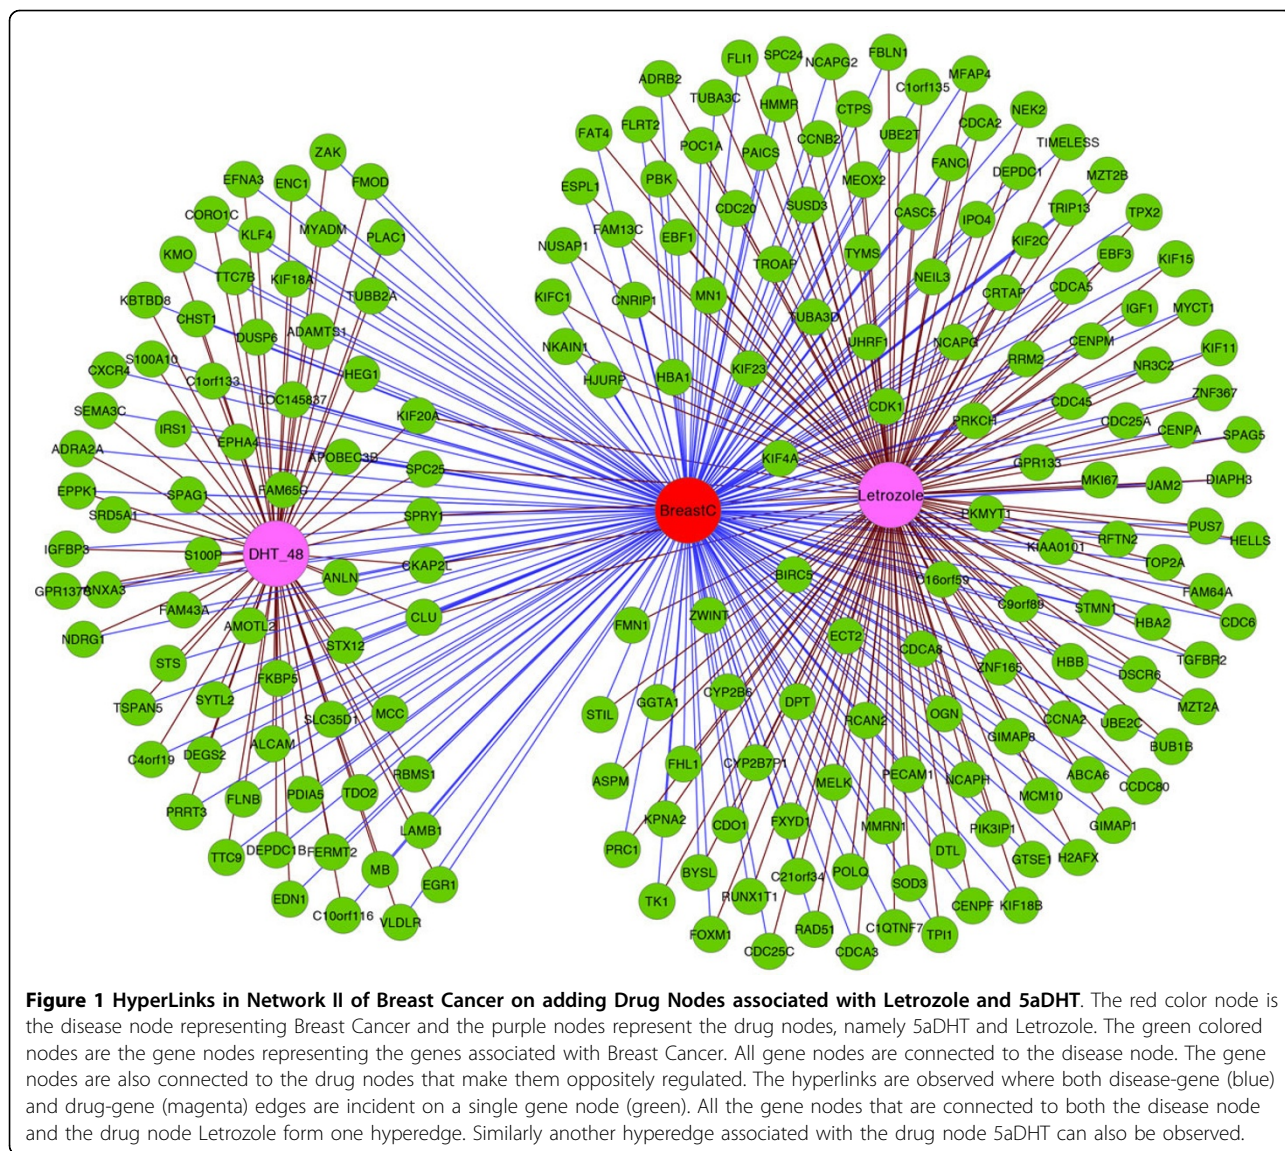 ZAK
EFNA3
ENC1
FMOD
CORO1C
KLF4
MYADM
PLAC1
KMO
TTC7B
KIF18A
TUBB2A
KBTBD8
CHST1
DUSP6
ADAMTS1
S100A10
CXCR4
C1orf133
HEG1
SEMA3C
LOC145837
KIF20A
IRS1
EPHA4
ADRA2A
APOBEC3B
SPC25
EPPK1
SPAG1
FAM65C
SRD5A1
SPRY1
IGFBP3
S100P
DHT_48
CKAP2L
ANXA3
ANLN
FAM43A
CLU
NDRG1
AMOTL2
STX12
STS
FKBP5
TSPAN5
SYTL2
SLC35D1
MCC
C4orf19
DEGS2
ALCAM
RBMS1
PRRT3
FLNB
PDIA5
TDO2
LAMB1
TTC9
DEPDC1B
FERMT2
MB
EGR1
EDN1
C10orf116
VLDLR
FLI1
SPC24
NCAPG2
FBLN1
ADRB2
MFAP4
C1orf135
TUBA3C
HMMR
CTPS
NEK2
FAT4
FLRT2
CCNB2
UBE2T
CDCA2
TIMELESS
POC1A
PAICS
FANCI
DEPDC1
ESPL1
PBK
MEOX2
MZT2B
CDC20
SUSD3
CASC5
IPO4
TRIP13
TPX2
NUSAP1
FAM13C
EBF1
TYMS
KIF2C
EBF3
KIF15
TROAP
NEIL3
CRTAP
CDCA5
KIFC1
CNRIP1
MN1
IGF1
MYCT1
TUBA3D
NKAIN1
UHRF1
NCAPG
CENPM
KIF11
HJURP
HBA1
KIF23
RRM2
NR3C2
ZNF367
CDK1
PRKCH
CDC45
CDC25A
CENPA
SPAG5
KIF4A
GPR133
MKI67
JAM2
DIAPH3
BreastC
Letrozole
PKMYT1
PUS7
HELLS
KIAA0101
RFTN2
TOP2A
BIRC5
C16orf59
FAM64A
STMN1
FMN1
ZWINT
HBA2
CDC6
ECT2
CDCA8
ZNF165
HBB
TGFBR2
DSCR6
GGTA1
CYP2B6
DPT
MZT2A
STIL
RCAN2
OGN
CCNA2
UBE2C
GIMAP8
BUB1B
ASPM
FHL1
CYP2B7P1
MELK
PECAM1
NCAPH
ABCA6
CCDC80
MCM10
KPNA2
CDO1
FXYD1
MMRN1
PIK3IP1
GIMAP1
PRC1
DTL
GTSE1
H2AFX
BYSL
C21orf34
POLQ
SOD3
TK1
RUNX1T1
CENPF
KIF18B
FOXM1
RAD51
C1QTNF7
TPI1
CDC25C
CDCA3
Figure 1 HyperLinks in Network II of Breast Cancer on adding Drug Nodes associated with Letrozole and 5aDHT. The red color node is
the disease node representing Breast Cancer and the purple nodes represent the drug nodes, namely 5aDHT and Letrozole. The green colored
nodes are the gene nodes representing the genes associated with Breast Cancer. All gene nodes are connected to the disease node. The gene
nodes are also connected to the drug nodes that make them oppositely regulated. The hyperlinks are observed where both disease-gene (blue)
and drug-gene (magenta) edges are incident on a single gene node (green). All the gene nodes that are connected to both the disease node
and the drug node Letrozole form one hyperedge. Similarly another hyperedge associated with the drug node 5aDHT can also be observed.